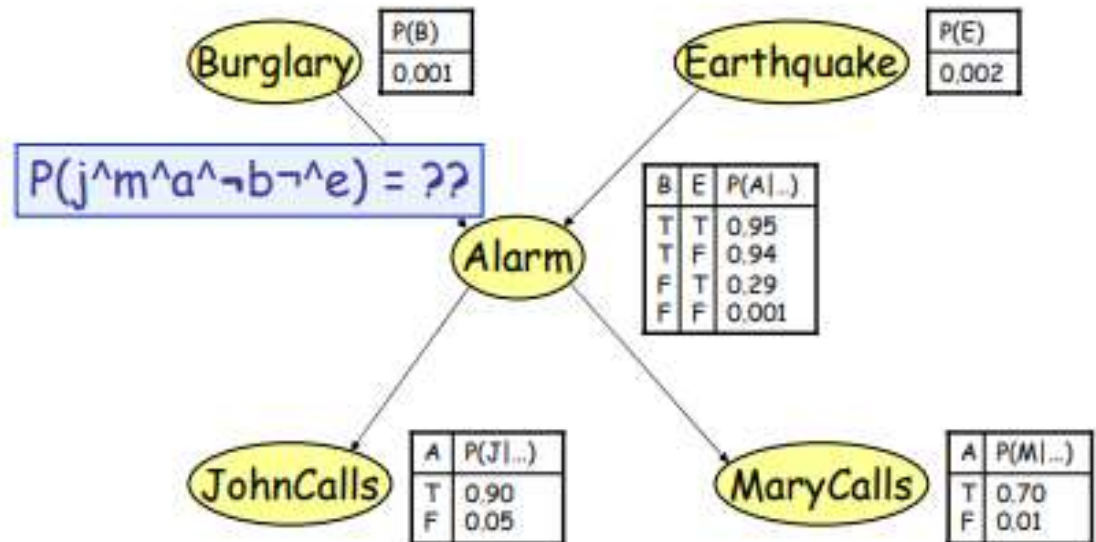 Burglary
P(B)
0.001
Earthquake
P(E)
0.002
P(j^m^a^¬b¬^e) = ??
B E P(A|...)
T T 0.95
T F 0.94
F T 0.29
F F 0.001
Alarm
JohnCalls
A P(J|...)
T 0.90
F 0.05
MaryCalls
A P(M|...)
T 0.70
F 0.01